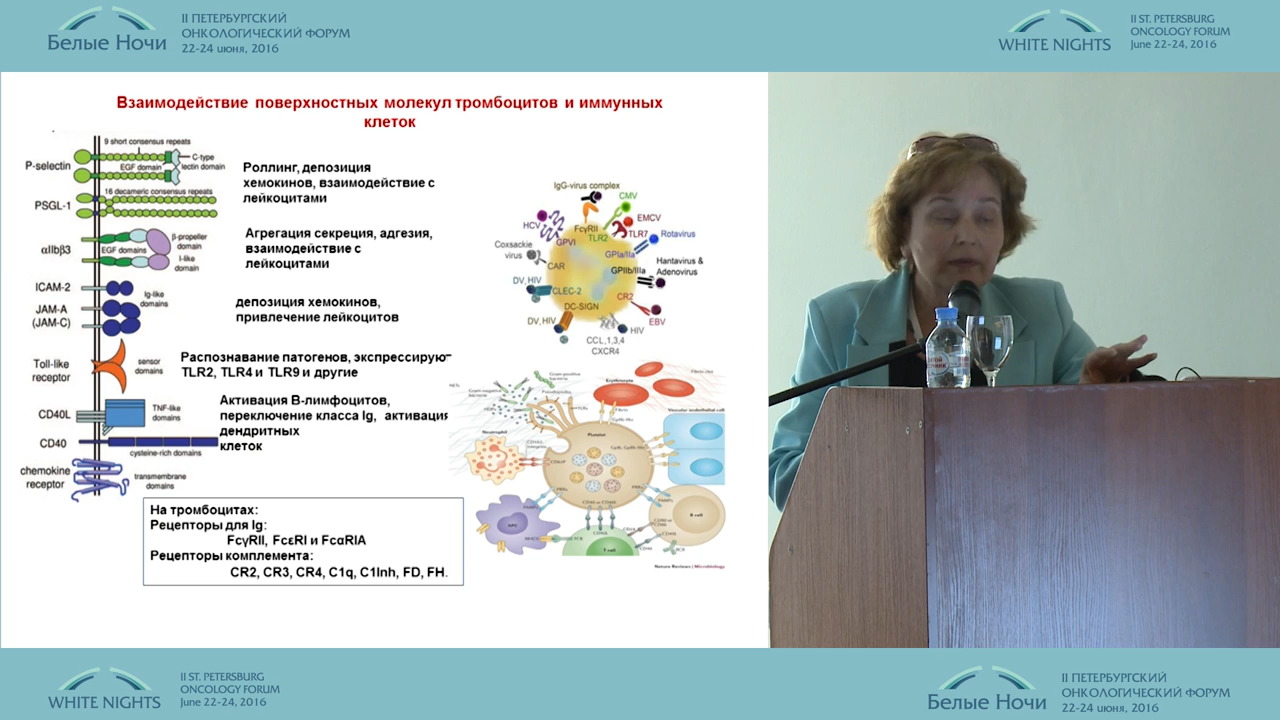 Белые Ночи
II ПЕТЕРБУРГСКИЙ
ОНКОЛОГИЧЕСКИЙ ФОРУМ
22-24 июня, 2016
WHITE NIGHTS
II ST. PETERSBURG
ONCOLOGY FORUM
June 22-24, 2016
Взаимодействие поверхностных молекул тромбоцитов и иммунных
клеток
9 short consensus repeats
P-selectin
EGF domain
C-type
lectin domain
Роллинг, депозиция
хемокинов, взаимодействие с
лейкоцитами
PSGL-1
16 decameric consensus repeats
αIIbβ3
EGF domains
β-propeller
domain
I-like
domain
Агрегация секреция, адгезия,
взаимодействие с
лейкоцитами
ICAM-2
JAM-A
(JAM-C)
Ig-like
domains
депозиция хемокинов,
привлечение лейкоцитов
Toll-like
receptor
sensor
domains
Распознавание патогенов, экспрессируют
TLR2, TLR4 и TLR9 и другие
CD40L
TNF-like
domains
Активация В-лимфоцитов,
переключение класса Ig, активация
дендритных
клеток
CD40
cysteine-rich domains
chemokine
receptor
transmembrane
domains
На тромбоцитах:
Рецепторы для Ig:
FcγRII, FcεRI и FcαRIA
Рецепторы комплемента:
CR2, CR3, CR4, C1q, C1Inh, FD, FH.
IgG-virus complex
CMV
HCV
FcγRII
EMCV
GPVI
TLR2
TLR7
Rotavirus
Coxsackie
virus
CAR
GPIa/IIa
GPIIb/IIIa
Hantavirus &
Adenovirus
DV, HIV
CLEC-2
CR2
DC-SIGN
EBV
DV, HIV
HIV
CCL,1,3,4
CXCR4
Erythrocyte
Vascular endothelial cell
Neutrophil
Platelet
B cell
APC
T cell
Nature Reviews | Microbiology
WHITE NIGHTS
II ST. PETERSBURG
ONCOLOGY FORUM
June 22-24, 2016
Белые Ночи
II ПЕТЕРБУРГСКИЙ
ОНКОЛОГИЧЕСКИЙ ФОРУМ
22-24 июня, 2016